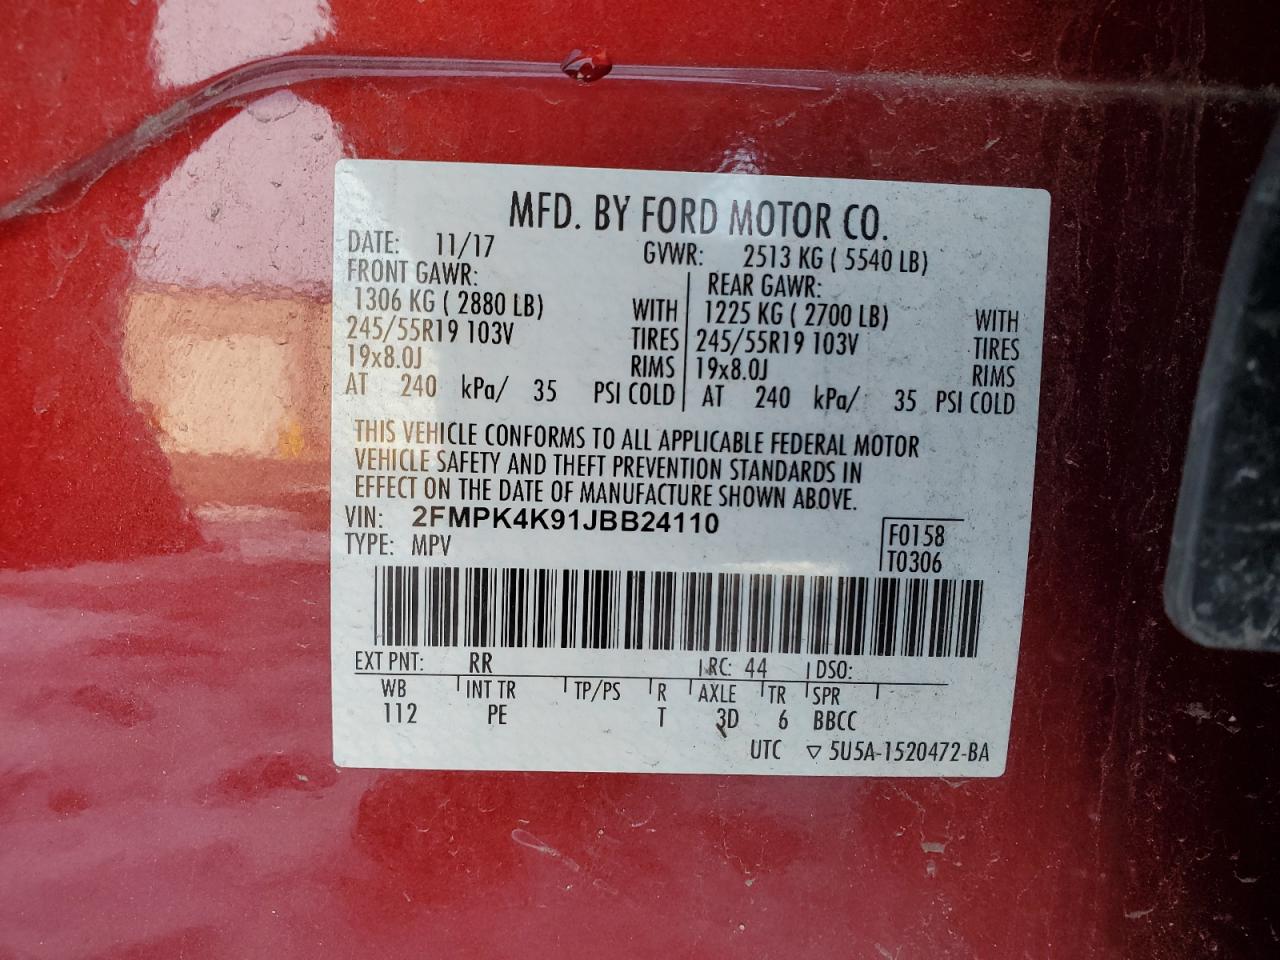 MFD. BY FORD MOTOR CO.
DATE: 11/17 GVWR: 2513 KG ( 5540 LB)
FRONT GAWR: REAR GAWR:
1306 KG ( 2880 LB) WITH 1225 KG ( 2700 LB) WITH
245/55R19 103V TIRES 245/55R19 103V TIRES
19x8.0J RIMS 19x8.0J RIMS
AT 240 kPa/ 35 PSI COLD AT 240 kPa/ 35 PSI COLD
THIS VEHICLE CONFORMS TO ALL APPLICABLE FEDERAL MOTOR
VEHICLE SAFETY AND THEFT PREVENTION STANDARDS IN
EFFECT ON THE DATE OF MANUFACTURE SHOWN ABOVE.
VIN: 2FMPK4K91JBB24110 F0158
TYPE: MPV T0306
EXT PNT: RR RC: 44 DSO:
WB INT TR TP/PS R AXLE TR SPR
112 PE T 3D 6 BBCC
UTC ▽ 5U5A-1520472-BA